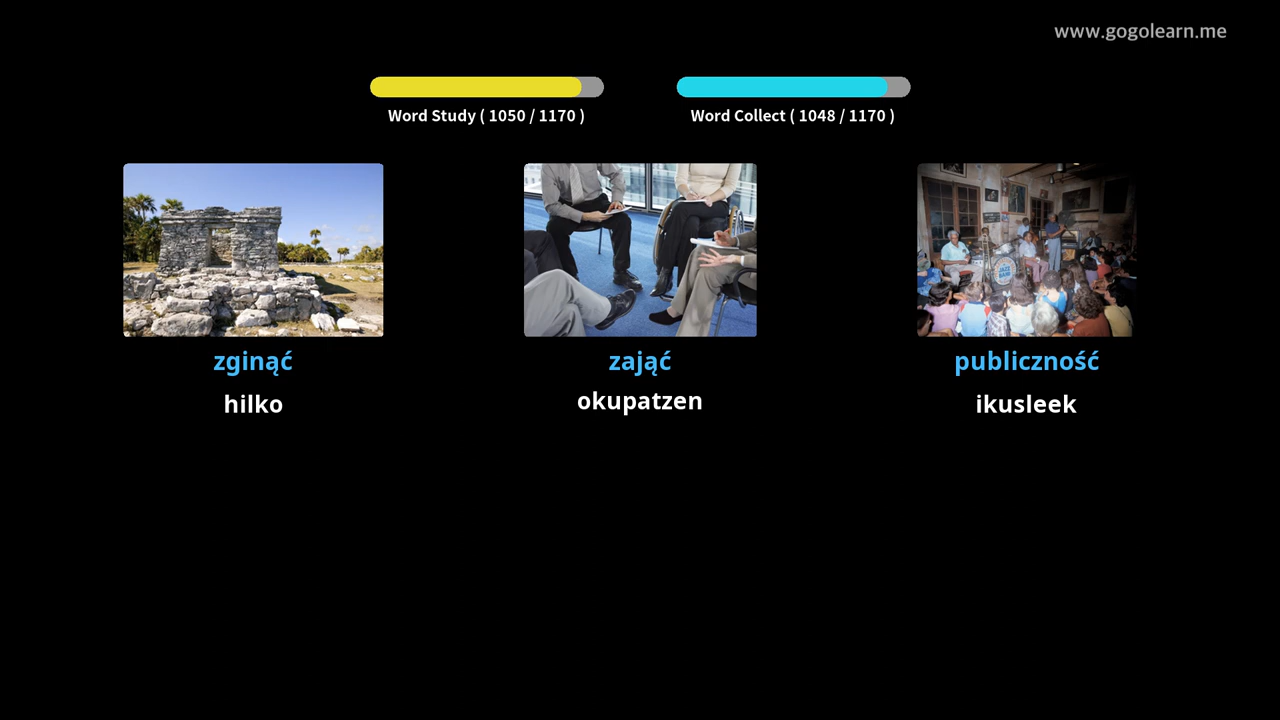 www.gogolearn.me
Word Study ( 1050 / 1170 )
Word Collect ( 1048 / 1170 )
zginąć
zająć
publiczność
hilko
okupatzen
ikusleek